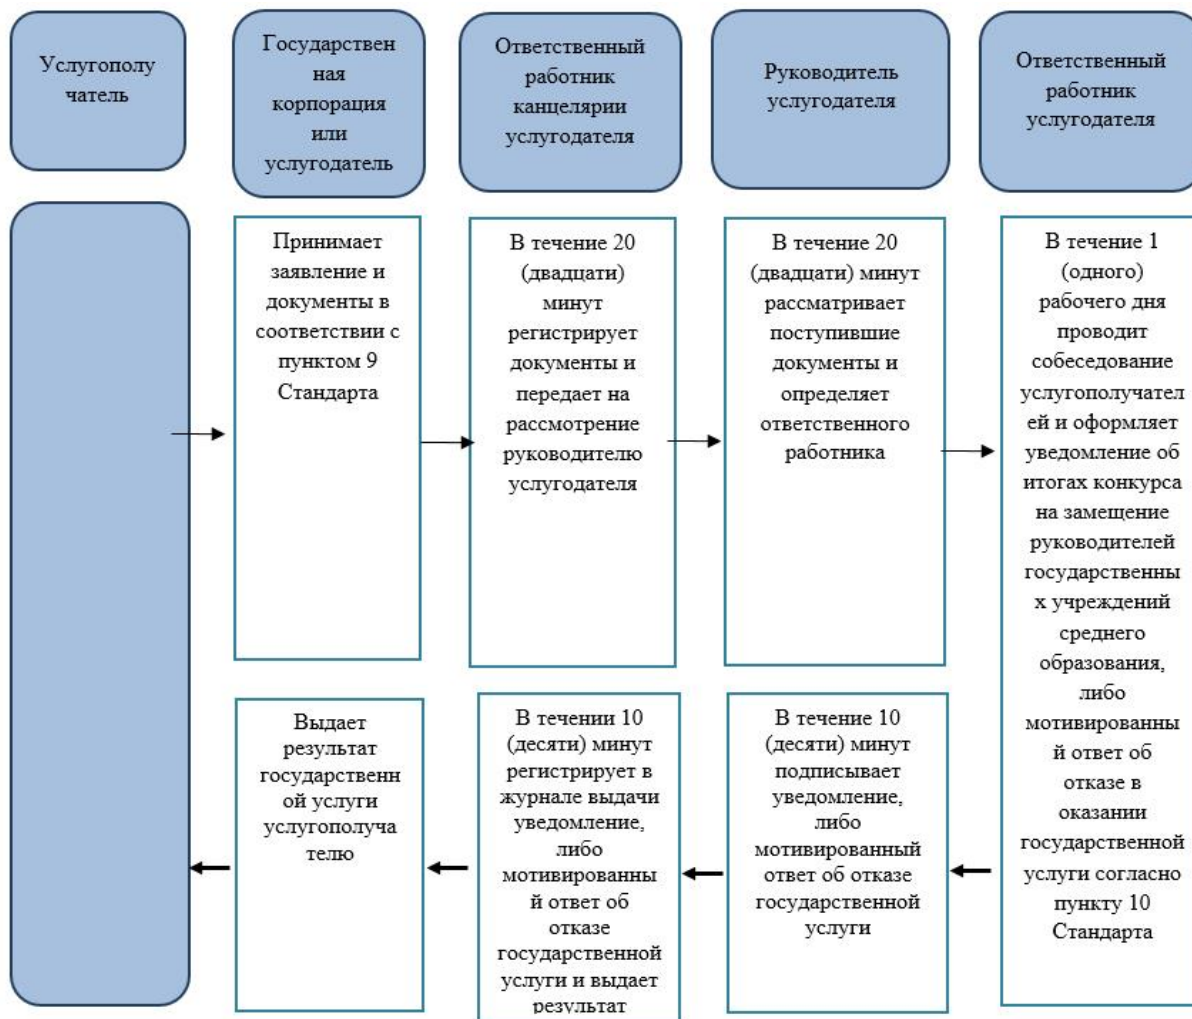 Услугополу
чатель
Государствен
ная
корпорация
или
услугодатель
Ответственный
работник
канцелярии
услугодателя
Руководитель
услугодателя
Ответственный
работник
услугодателя
Принимает
заявление и
документы в
соответствии с
пунктом 9
Стандарта
В течение 20
(двадцати)
минут
регистрирует
документы и
передает на
рассмотрение
руководителю
услугодателя
В течение 20
(двадцати) минут
рассматривает
поступившие
документы и
определяет
ответственного
работника
В течение 1
(одного)
рабочего дня
проводит
собеседование
услугополучател
ей и оформляет
уведомление об
итогах конкурса
на замещение
руководителей
государственны
х учреждений
среднего
образования,
либо
мотивированны
й ответ об
отказе в
оказании
государственной
услуги согласно
пункту 10
Стандарта
Выдает
результат
государственн
ой услуги
услугополуча
телю
В течении 10
(десяти) минут
регистрирует в
журнале выдачи
уведомление,
либо
мотивированны
й ответ об
отказе
государственной
услуги и выдает
результат
В течение 10
(десяти) минут
подписывает
уведомление,
либо
мотивированный
ответ об отказе
государственной
услуги